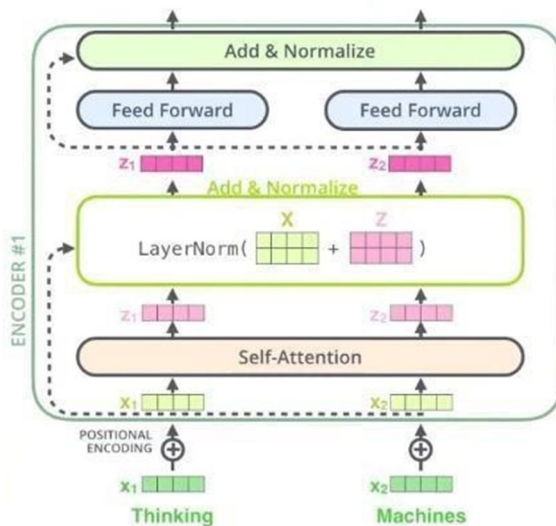 Add & Normalize
Feed Forward Feed Forward
z1 z2
Add & Normalize
X Z
LayerNorm( + )
ENCODER #1
z1 z2
Self-Attention
x1 x2
POSITIONAL
ENCODING
x1 x2
Thinking Machines